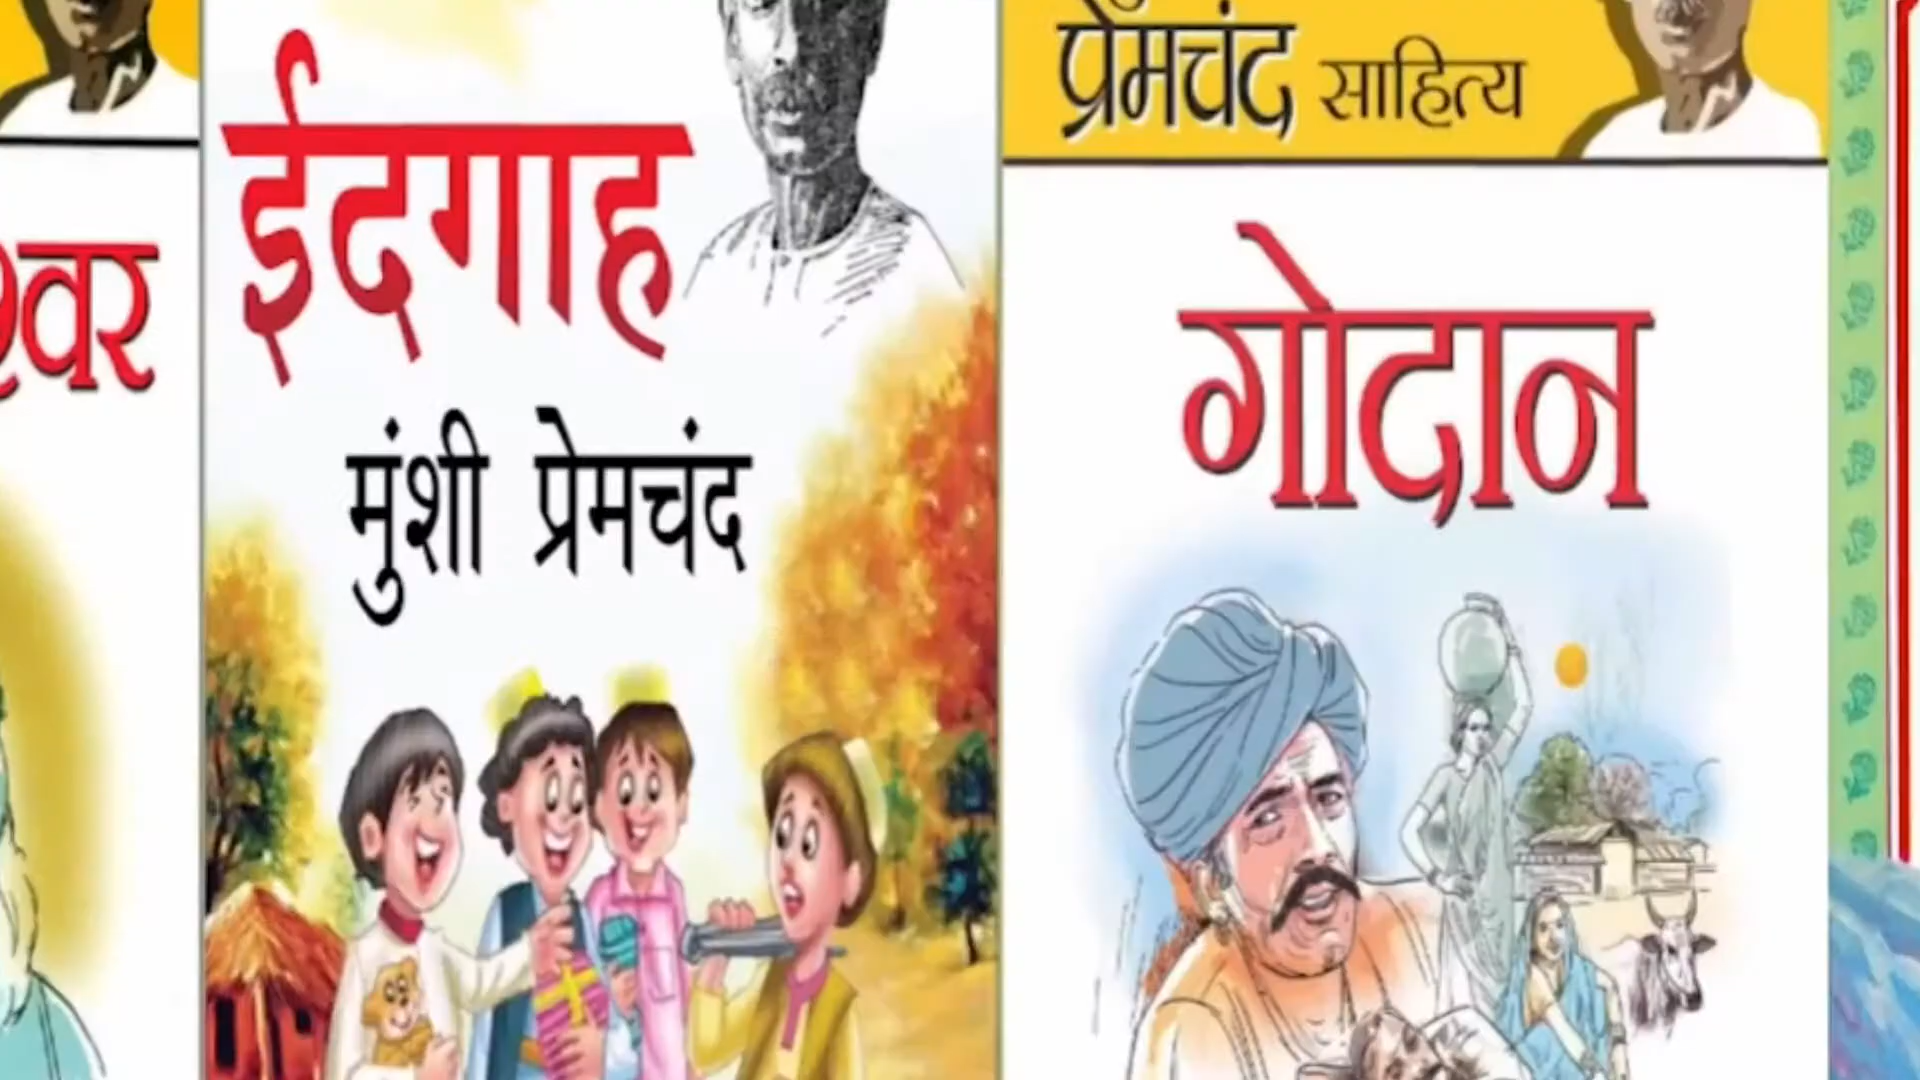 ईदगाह
मुंशी प्रेमचंद
प्रेमचंद साहित्य
गोदान